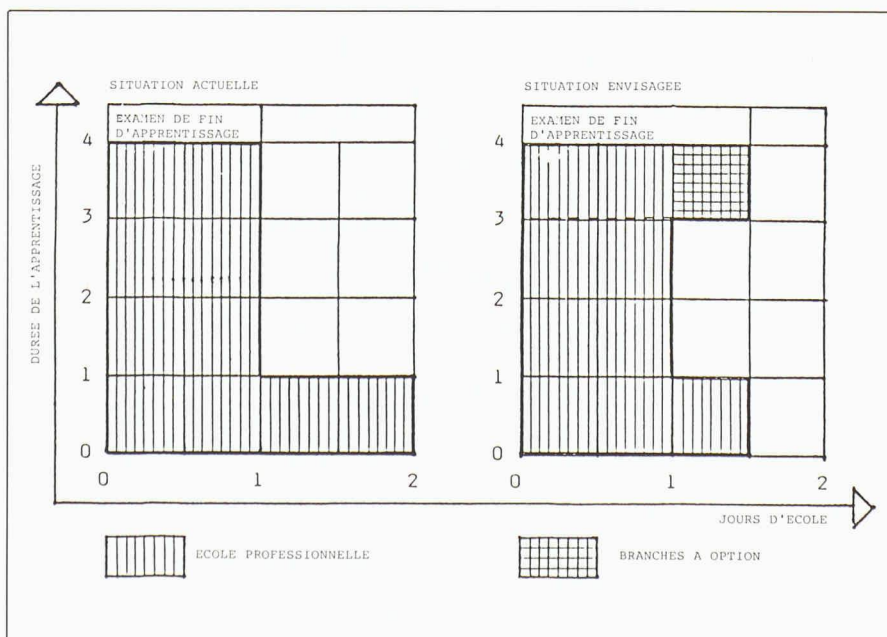 SITUATION ACTUELLE
SITUATION ENVISAGEE
EXAMEN DE FIN
D'APPRENTISSAGE
EXAMEN DE FIN
D'APPRENTISSAGE
DUREE DE L'APPRENTISSAGE
4
3
2
1
0
4
3
2
1
0
0 1 2
0 1 2
JOURS D'ECOLE
ECOLE PROFESSIONNELLE
BRANCHES A OPTION